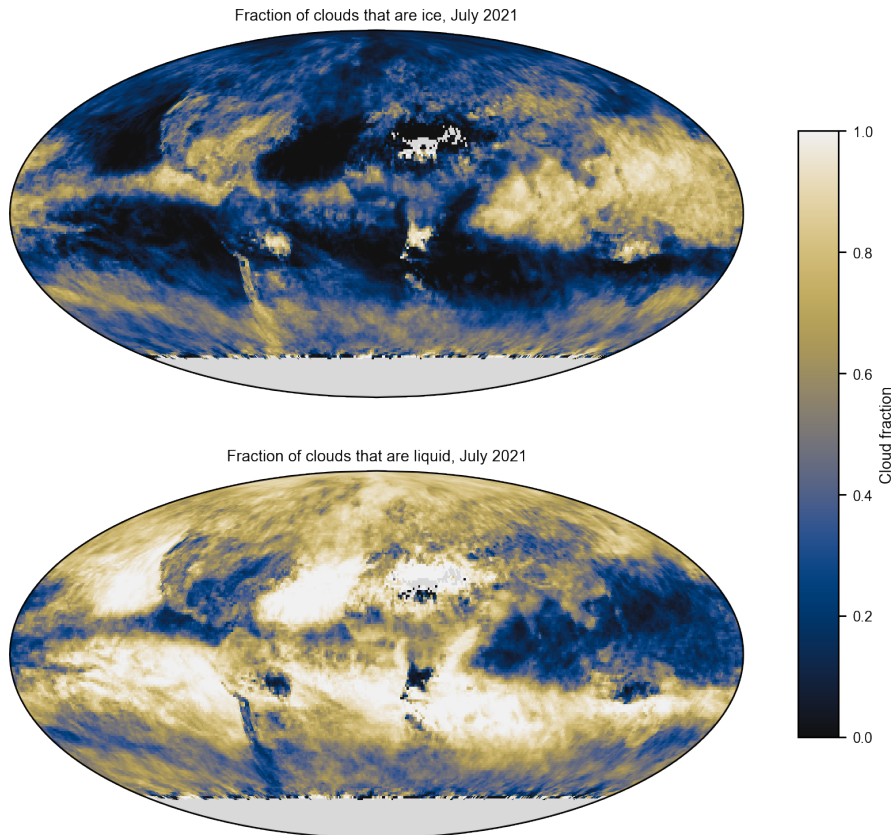 Fraction of clouds that are ice, July 2021
1.0
0.8
0.6
0.4
0.2
0.0
Cloud fraction
Fraction of clouds that are liquid, July 2021